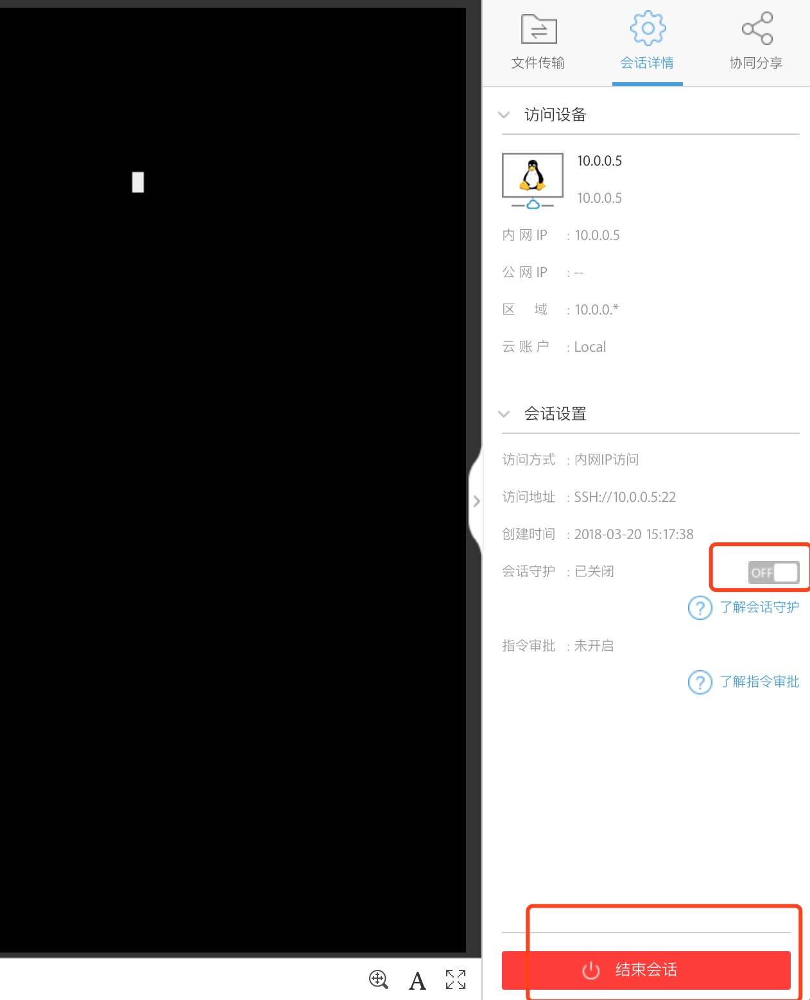 文件传输
会话详情
协同分享
访问设备
10.0.0.5
10.0.0.5
内 网 IP : 10.0.0.5
公 网 IP : --
区 域 : 10.0.0.*
云 账 户 : Local
会话设置
访问方式 : 内网IP访问
访问地址 : SSH://10.0.0.5:22
创建时间 : 2018-03-20 15:17:38
会话守护 : 已关闭 OFF
? 了解会话守护
指令审批 : 未开启
? 了解指令审批
A
结束会话